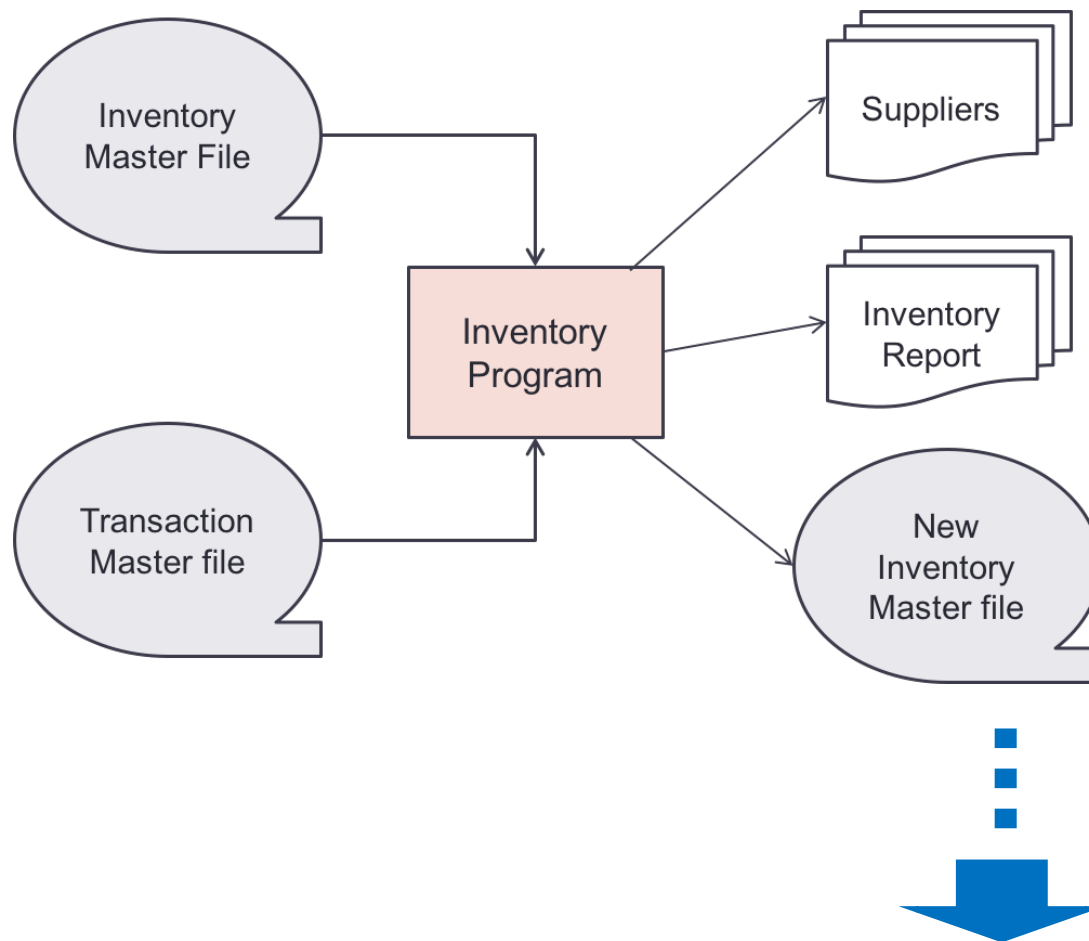 Inventory
Master File
Suppliers
Inventory
Program
Inventory
Report
Transaction
Master file
New
Inventory
Master file